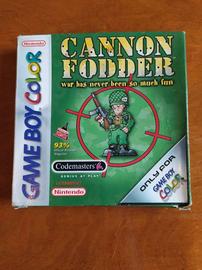 Nintendo
CANNON
FODDER
war has never been so much fun
GAME BOY COLOR
93%
Codemasters
GENIUS AT PLAY
Nintendo
ONLY FOR
GAME BOY
COLOR